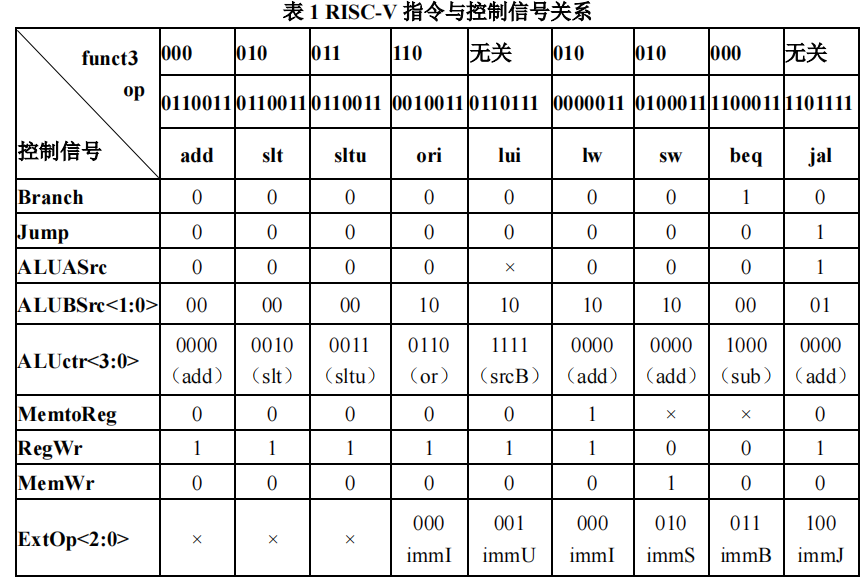 表 1 RISC-V 指令与控制信号关系
funct3 000 010 011 110 无关 010 010 000 无关
op 0110011 0110011 0110011 0010011 0110111 0000011 0100011 1100011 1101111
控制信号 add slt sltu ori lui lw sw beq jal
Branch 0 0 0 0 0 0 0 1 0
Jump 0 0 0 0 0 0 0 0 1
ALUASrc 0 0 0 0 × 0 0 0 1
ALUBSrc<1:0> 00 00 00 10 10 10 10 00 01
ALUctr<3:0> 0000 0010 0011 0110 1111 0000 0000 1000 0000
（add） （slt） （sltu） （or） （srcB） （add） （add） （sub） （add）
MemtoReg 0 0 0 0 0 1 × × 0
RegWr 1 1 1 1 1 1 0 0 1
MemWr 0 0 0 0 0 0 1 0 0
ExtOp<2:0> × × × 000 001 000 010 011 100
immI immU immI immS immB immJ